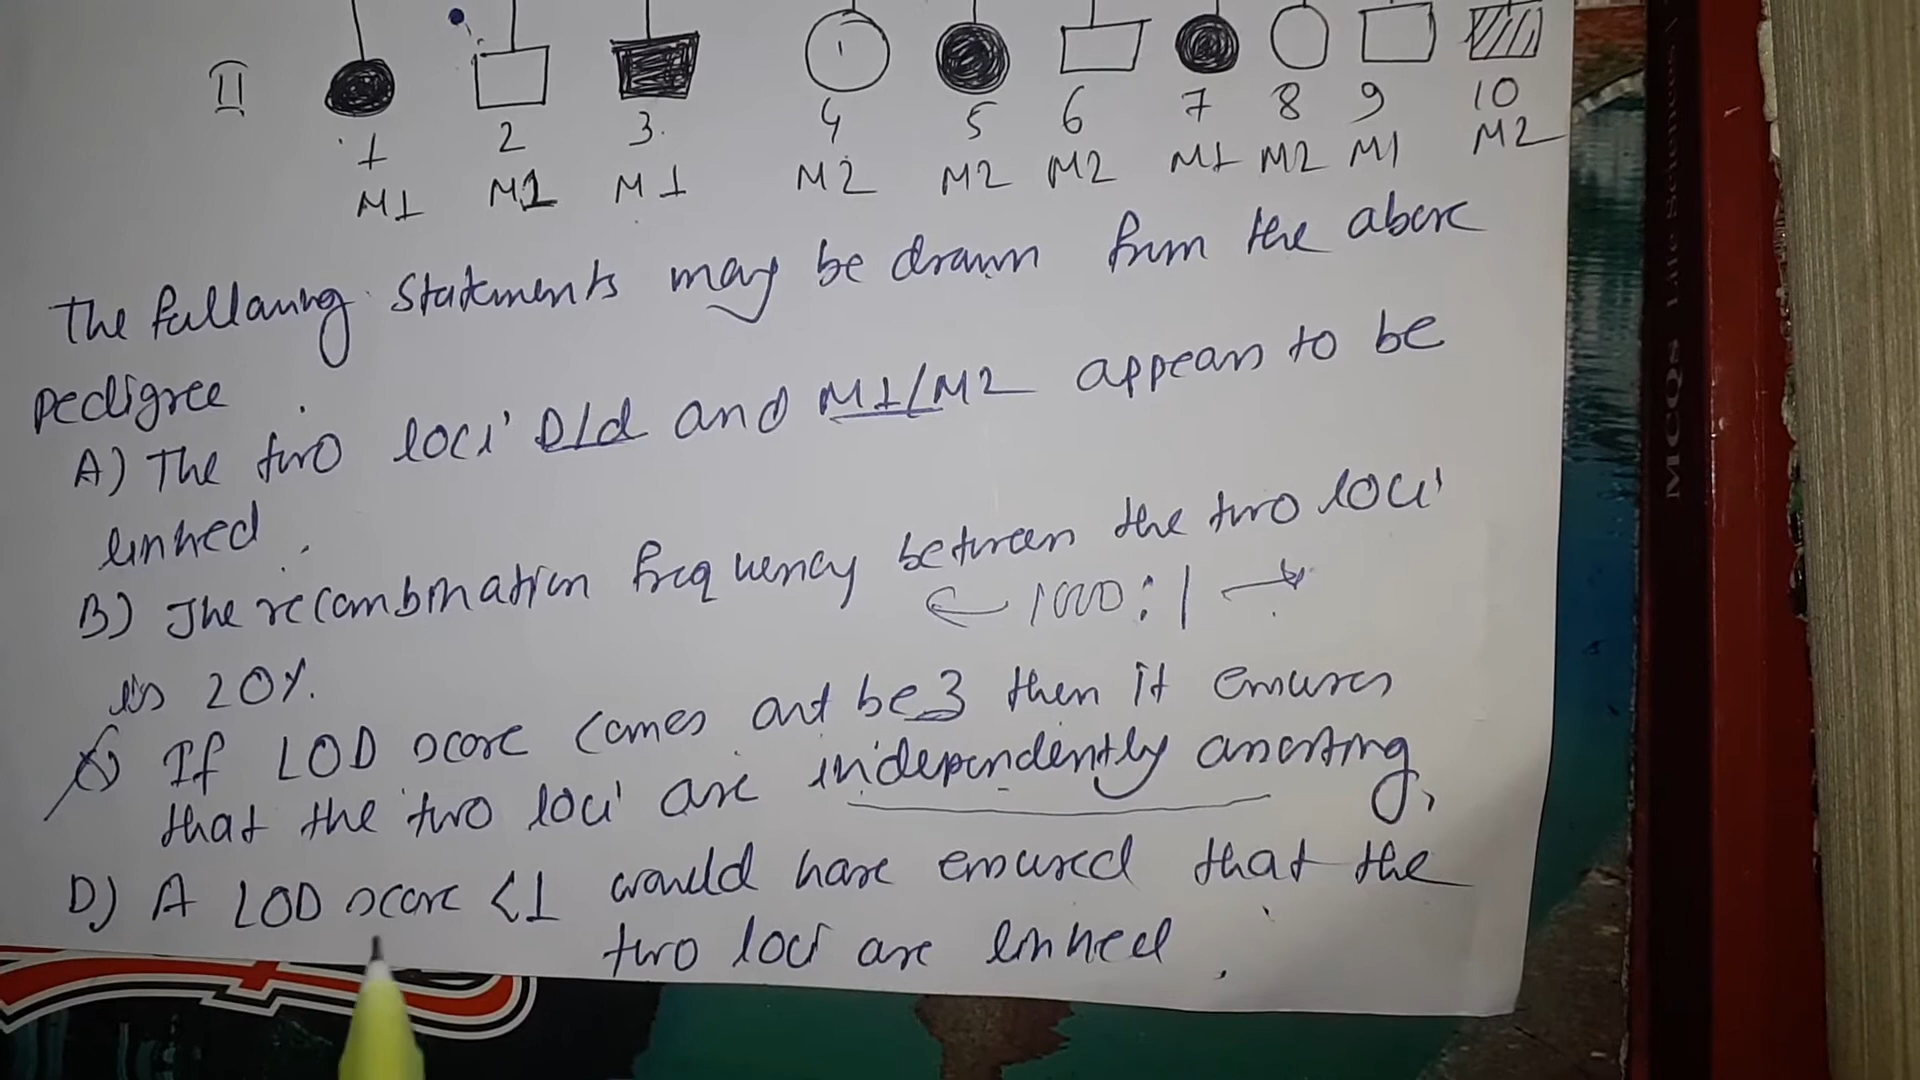 II
1 2 3. 4 5 6 7 8 9 10
M1 M1 M1 M2 M2 M2 M1 M2 M1 M2
The following statements may be drawn from the above
pedigree
A) The two loci D/d and M1/M2 appears to be
linked.
B) The recombination frequency between the two loci
is 20%.
1000:1
C) If LOD score comes out be 3 then it ensures
that the two loci are independently assorting,
D) A LOD score <1 would have ensured that the
two loci are linked.
MCQs Life Sciences